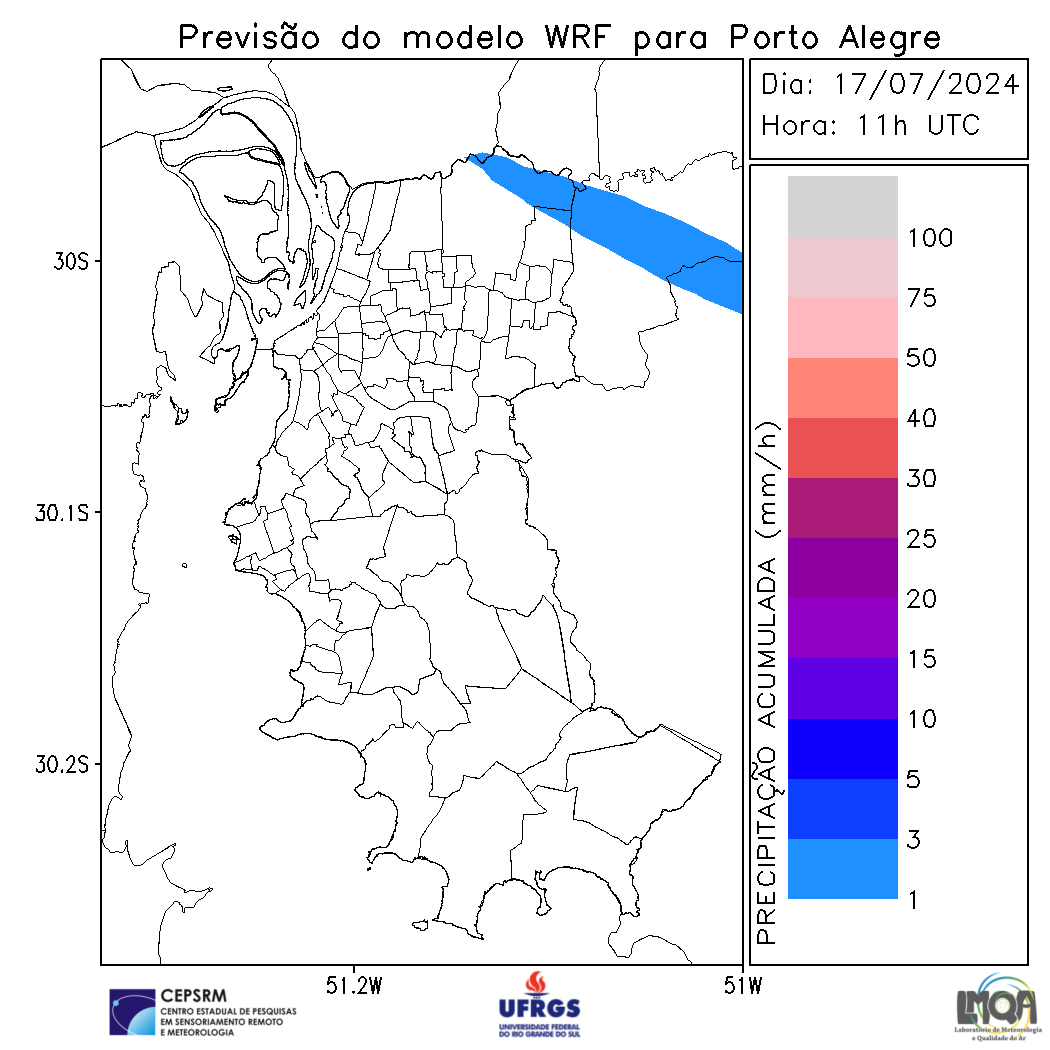 Previsão do modelo WRF para Porto Alegre
Dia: 17/07/2024
Hora: 11h UTC
30S
30.1S
30.2S
51.2W
51W
PRECIPITAÇÃO ACUMULADA (mm/h)
100
75
50
40
30
25
20
15
10
5
3
1
CEPSRM
CENTRO ESTADUAL DE PESQUISAS
EM SENSORIAMENTO REMOTO
E METEOROLOGIA
UFRGS
UNIVERSIDADE FEDERAL
DO RIO GRANDE DO SUL
LMQA
Laboratório de Meteorologia
e Qualidade do Ar